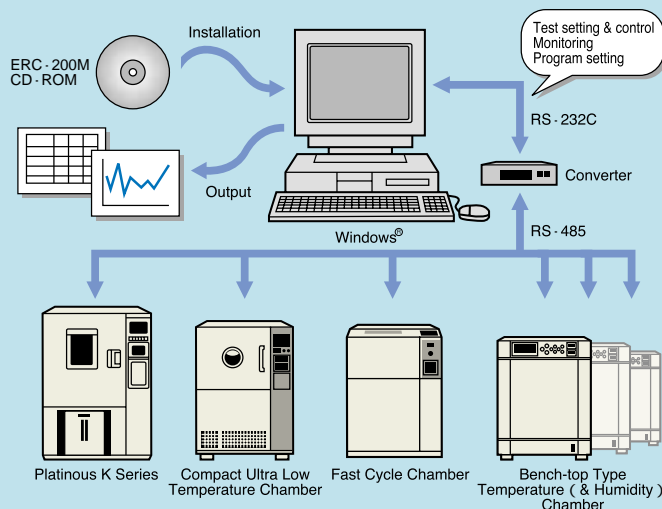 ERC - 200M
CD - ROM
Installation
Test setting & control
Monitoring
Program setting
RS - 232C
Converter
Output
Windows®
RS - 485
Platinous K Series
Compact Ultra Low
Temperature Chamber
Fast Cycle Chamber
Bench-top Type
Temperature ( & Humidity )
Chamber